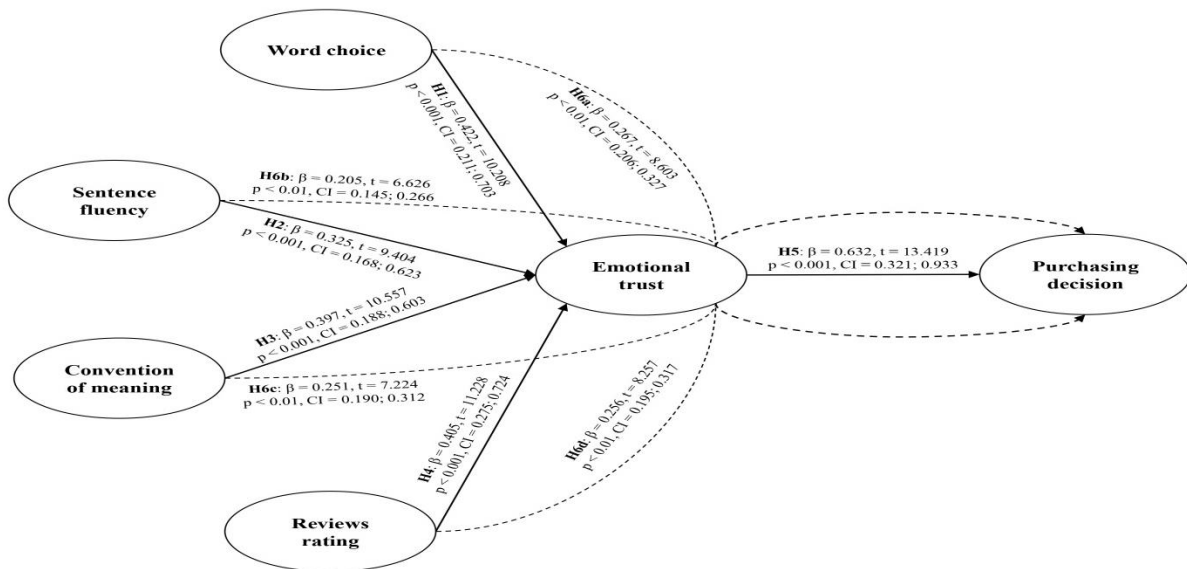 Word choice
H1: β = 0.422, t = 10.208
p < 0.001, CI = 0.211; 0.703
H6a: β = 0.267, t = 8.603
p < 0.01, CI = 0.206; 0.327
Sentence
fluency
H6b: β = 0.205, t = 6.626
p < 0.01, CI = 0.145; 0.266
H2: β = 0.325, t = 9.404
p < 0.001, CI = 0.168; 0.623
Emotional
trust
H5: β = 0.632, t = 13.419
p < 0.001, CI = 0.321; 0.933
Purchasing
decision
H3: β = 0.397, t = 10.557
p < 0.001, CI = 0.188; 0.603
Convention
of meaning
H6c: β = 0.251, t = 7.224
p < 0.01, CI = 0.190; 0.312
H4: β = 0.405, t = 11.228
p < 0.001, CI = 0.275; 0.724
H6d: β = 0.256, t = 8.257
p < 0.01, CI = 0.195; 0.317
Reviews
rating